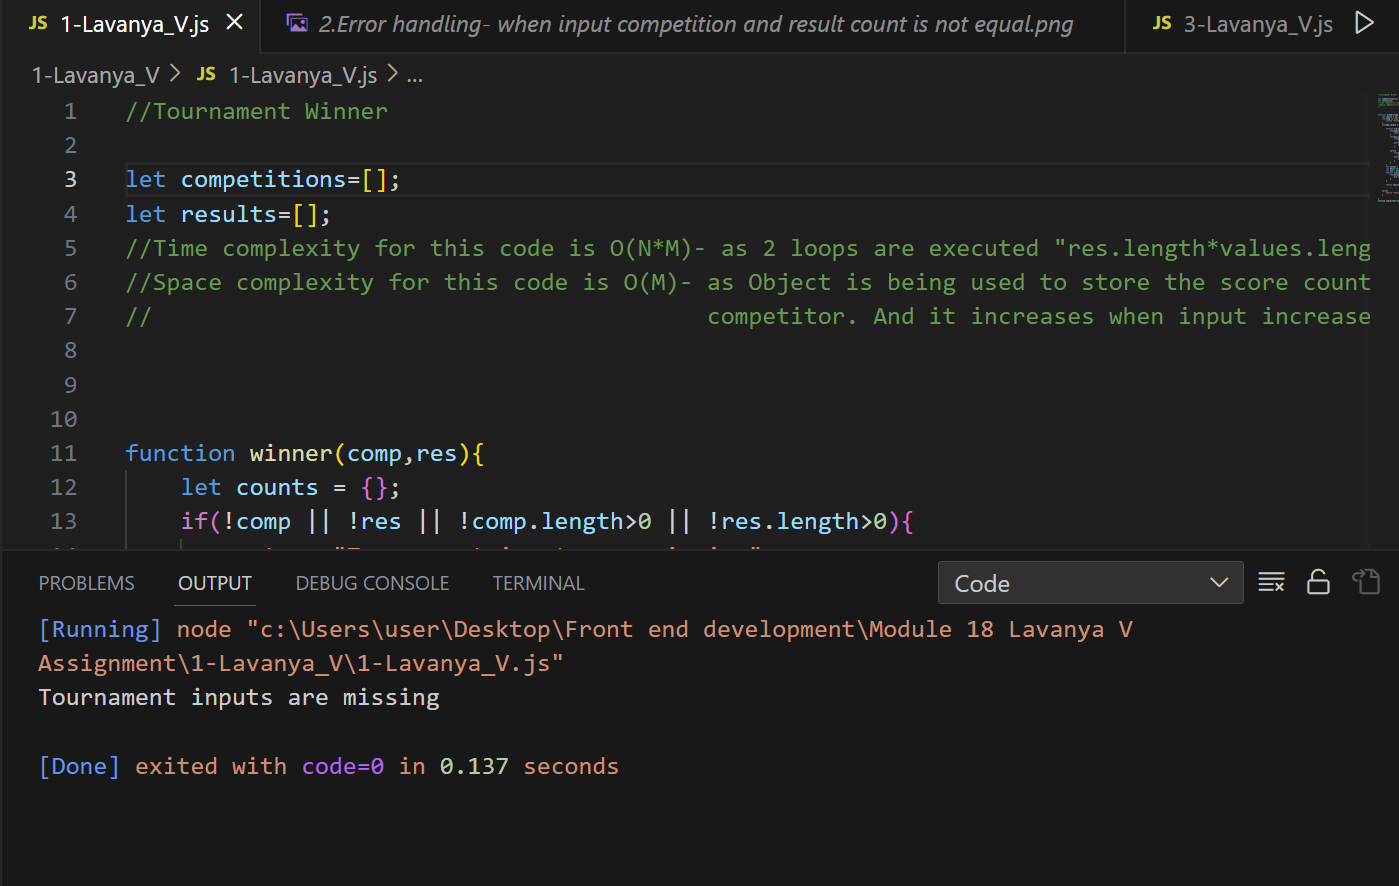 JS 1-Lavanya_V.js 2.Error handling- when input competition and result count is not equal.png JS 3-Lavanya_V.js
1-Lavanya_V > JS 1-Lavanya_V.js > ...
1 //Tournament Winner
2
3 let competitions=[];
4 let results=[];
5 //Time complexity for this code is O(N*M)- as 2 loops are executed "res.length*values.leng
6 //Space complexity for this code is O(M)- as Object is being used to store the score count
7 // competitor. And it increases when input increase
8
9
10
11 function winner(comp,res){
12 let counts = {};
13 if(!comp || !res || !comp.length>0 || !res.length>0){
PROBLEMS OUTPUT DEBUG CONSOLE TERMINAL Code
[Running] node "c:\Users\user\Desktop\Front end development\Module 18 Lavanya V
Assignment\1-Lavanya_V\1-Lavanya_V.js"
Tournament inputs are missing
[Done] exited with code=0 in 0.137 seconds